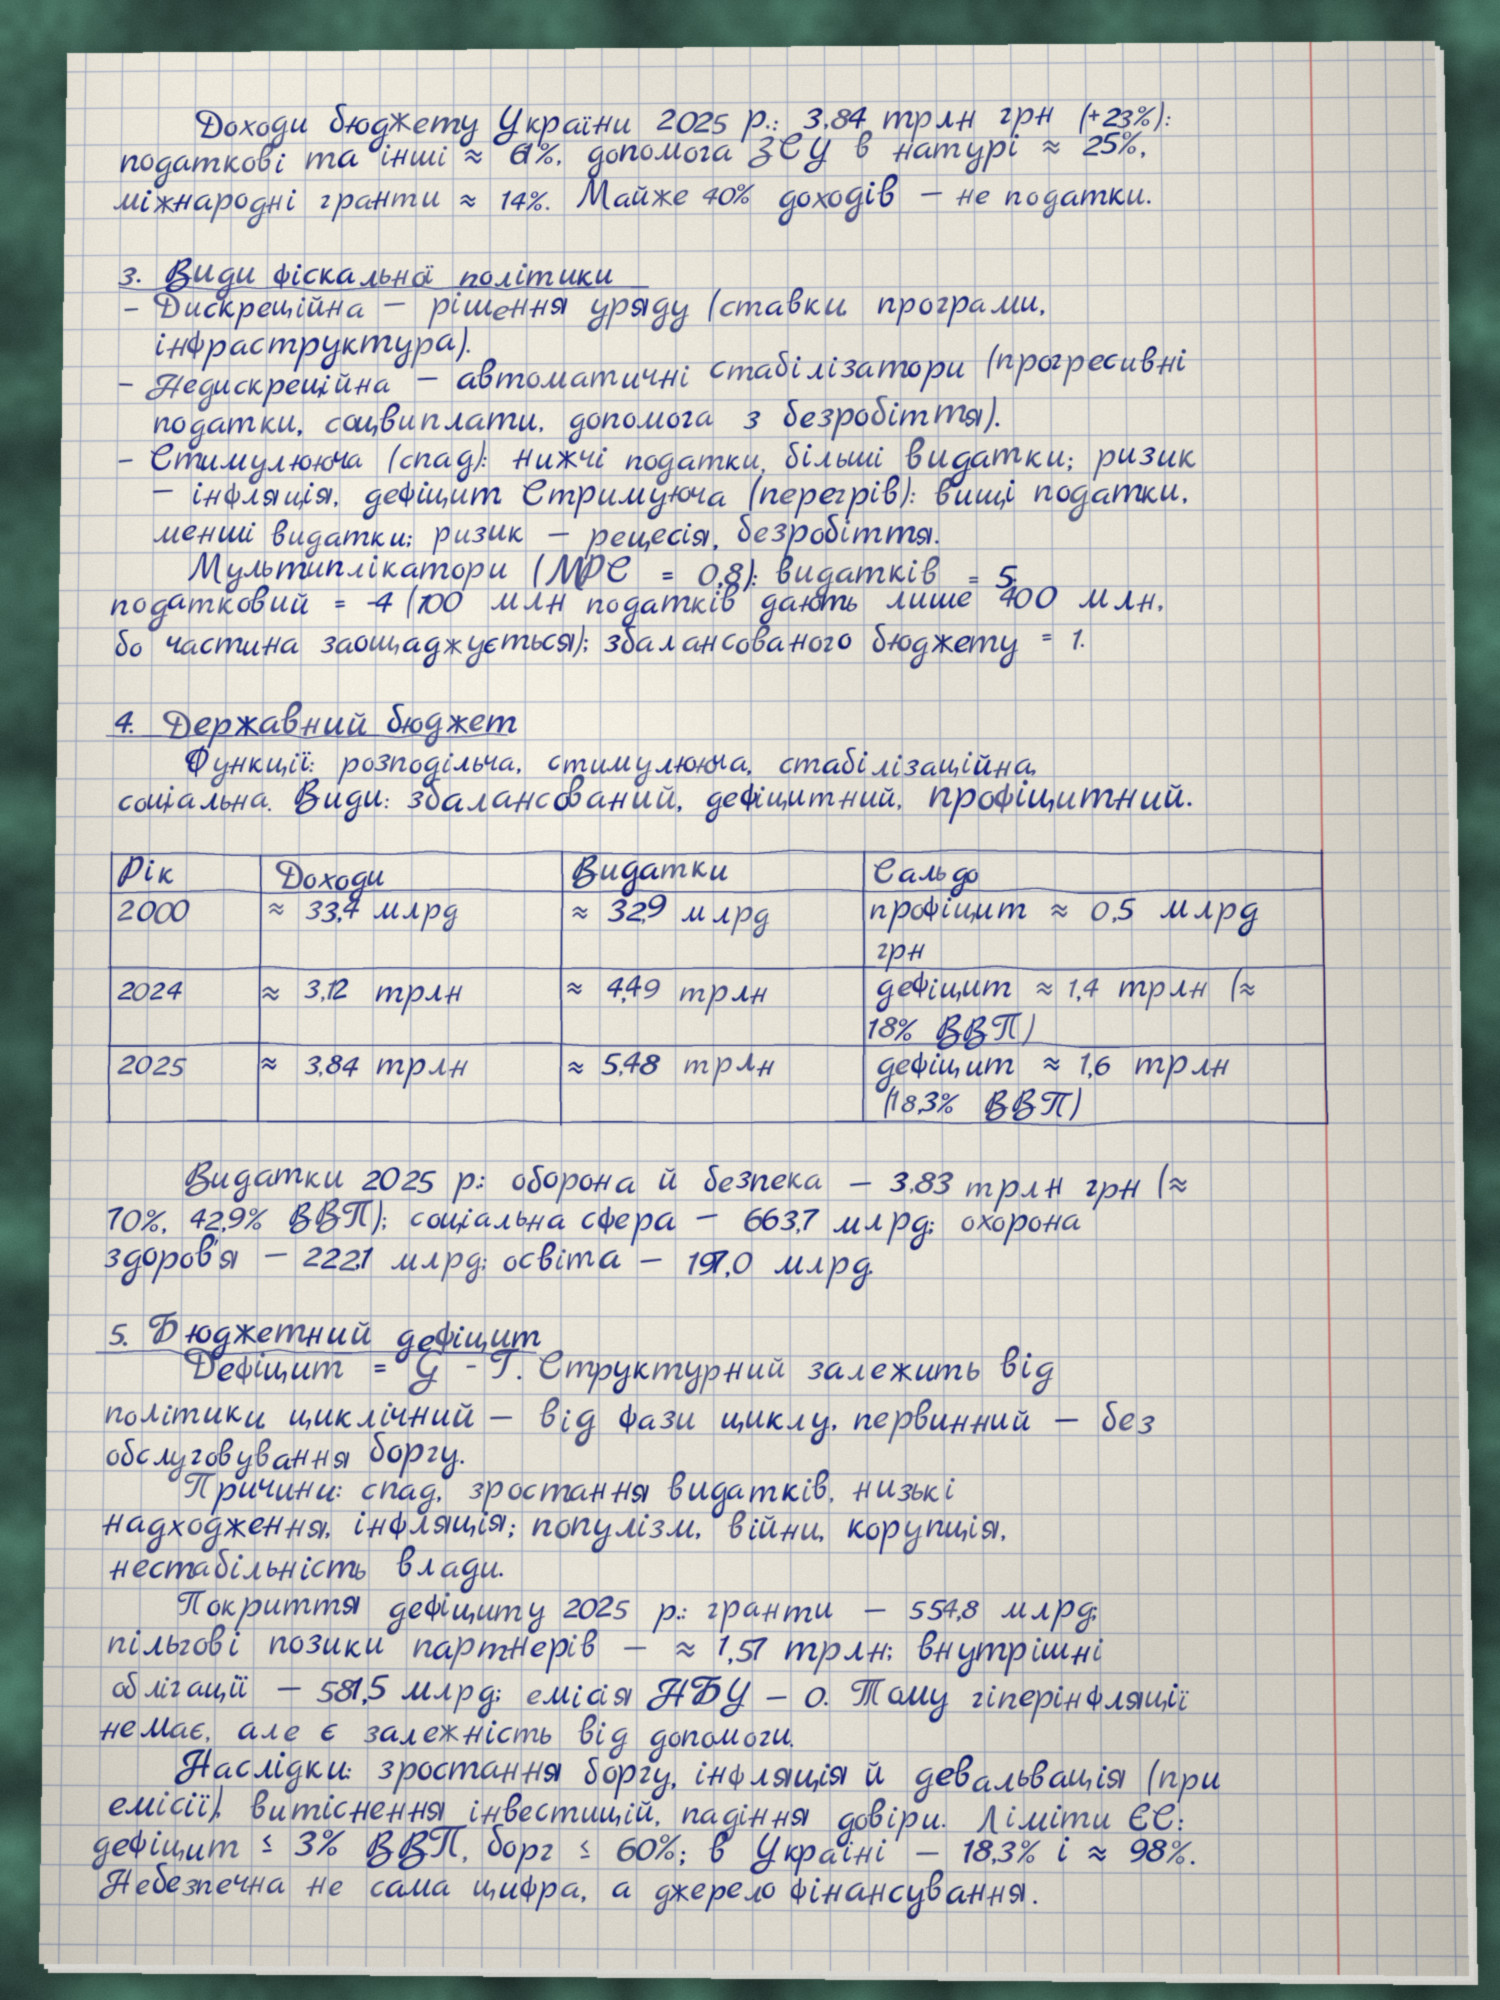 Доходи бюджету України 2025 р.: 3,84 трлн грн (+23%):
податкові та інші ≈ 61%, допомога ЗСУ в натурі ≈ 25%,
міжнародні гранти ≈ 14%. Майже 40% доходів — не податки.
3. Види фіскальної політики
- Дискреційна — рішення уряду (ставки, програми,
інфраструктура).
- Недискреційна — автоматичні стабілізатори (прогресивні
податки, соцвиплати, допомога з безробіття).
- Стимулююча (спад): нижчі податки, більші видатки; ризик
— інфляція, дефіцит Стримуюча (перегрів): вищі податки,
менші видатки; ризик — рецесія, безробіття.
Мультиплікатори (MPC = 0,8): видатків = 5,
податковий = -4 (100 млн податків дають лише 400 млн,
бо частина заощаджується); збалансованого бюджету = 1.
4. Державний бюджет
Функції: розподільча, стимулююча, стабілізаційна,
соціальна. Види: збалансований, дефіцитний, профіцитний.
Рік Доходи Видатки Сальдо
2000 ≈ 33,4 млрд ≈ 32,9 млрд профіцит ≈ 0,5 млрд
грн
2024 ≈ 3,12 трлн ≈ 4,49 трлн дефіцит ≈ 1,4 трлн (≈
18% ВВП)
2025 ≈ 3,84 трлн ≈ 5,48 трлн дефіцит ≈ 1,6 трлн
(18,3% ВВП)
Видатки 2025 р.: оборона й безпека — 3,83 трлн грн (≈
70%, 42,9% ВВП); соціальна сфера — 663,7 млрд; охорона
здоров'я — 222,1 млрд; освіта — 197,0 млрд.
5. Бюджетний дефіцит
Дефіцит = G - T. Структурний залежить від
політики, циклічний — від фази циклу, первинний — без
обслуговування боргу.
Причини: спад, зростання видатків, низькі
надходження, інфляція; популізм, війни, корупція,
нестабільність влади.
Покриття дефіциту 2025 р.: гранти — 554,8 млрд;
пільгові позики партнерів — ≈ 1,57 трлн; внутрішні
облігації — 581,5 млрд; емісія НБУ — 0. Тому гіперінфляції
немає, але є залежність від допомоги.
Наслідки: зростання боргу, інфляція й девальвація (при
емісії), витіснення інвестицій, падіння довіри. Ліміти ЄС:
дефіцит ≤ 3% ВВП, борг ≤ 60%; в Україні — 18,3% і ≈ 98%.
Небезпечна не сама цифра, а джерело фінансування.